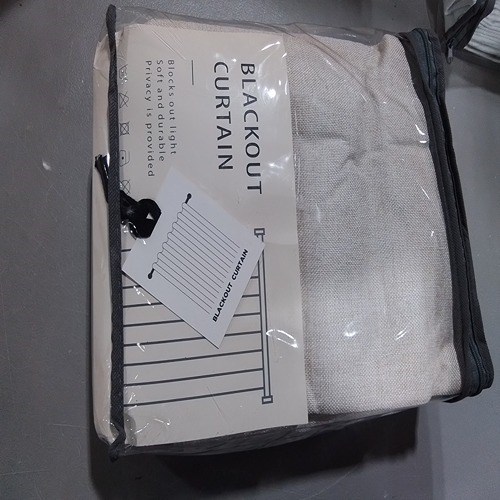 BLACKOUT
CURTAIN
Blocks out light
Soft and durable
Privacy is provided
BLACKOUT CURTAIN